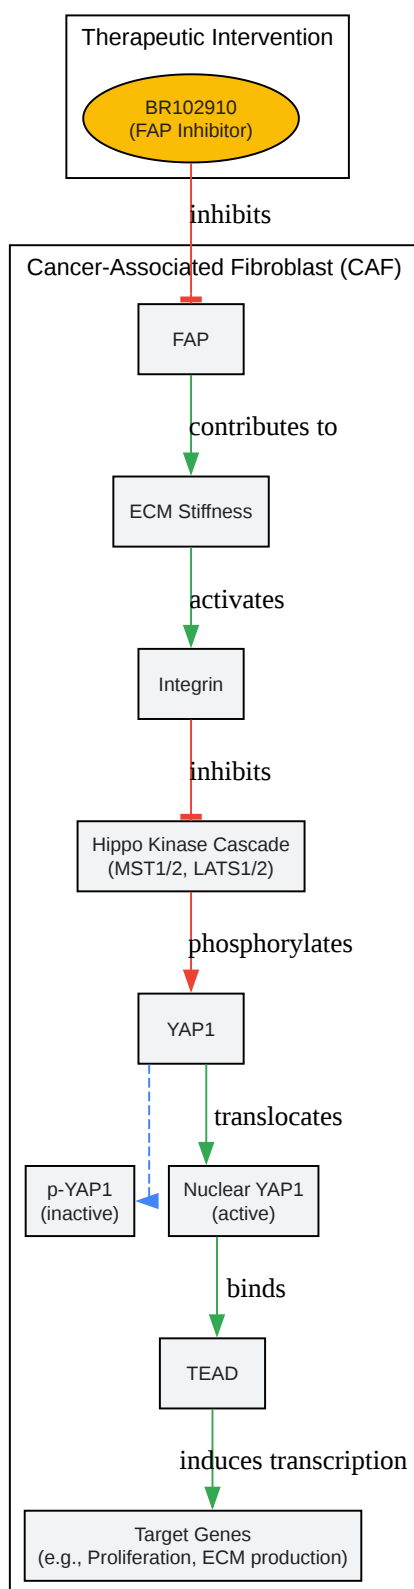 Therapeutic Intervention
BR102910
(FAP Inhibitor)
inhibits
Cancer-Associated Fibroblast (CAF)
FAP
contributes to
ECM Stiffness
activates
Integrin
inhibits
Hippo Kinase Cascade
(MST1/2, LATS1/2)
phosphorylates
YAP1
translocates
p-YAP1
(inactive)
Nuclear YAP1
(active)
binds
TEAD
induces transcription
Target Genes
(e.g., Proliferation, ECM production)